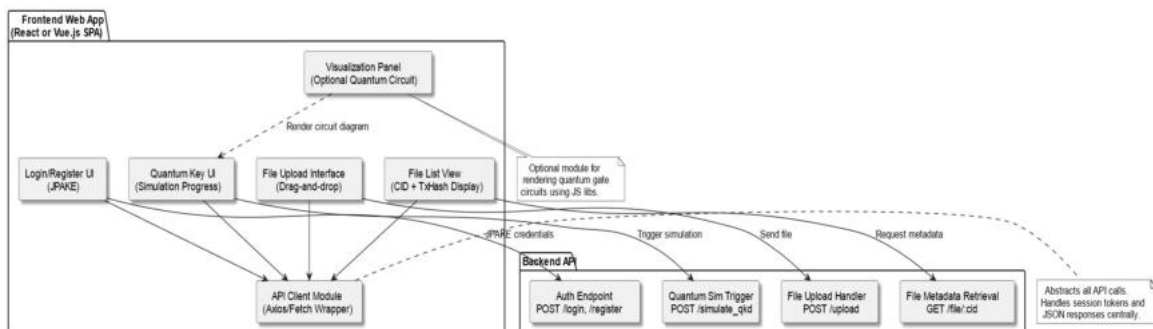 Frontend Web App
(React or Vue.js SPA)
Visualization Panel
(Optional Quantum Circuit)
Render circuit diagram
Login/Register UI
(JPAKE)
Quantum Key UI
(Simulation Progress)
File Upload Interface
(Drag-and-drop)
File List View
(CID + TxHash Display)
Optional module for
rendering quantum gate
circuits using JS libs.
JPAKE credentials
Trigger simulation
Send file
Request metadata
Backend API
API Client Module
(Axios/Fetch Wrapper)
Auth Endpoint
POST /login, /register
Quantum Sim Trigger
POST /simulate_qkd
File Upload Handler
POST /upload
File Metadata Retrieval
GET /file/:cid
Abstracts all API calls.
Handles session tokens and
JSON responses centrally.